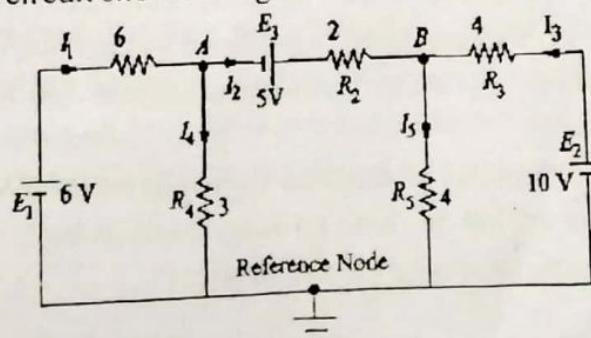 I₁ 6 A E₃ 2 B 4 I₃
I₂ 5V R₂ R₃
I₄ I₅ E₂
E₁ 6 V R₄ 3 R₅ 4 10 V
Reference Node